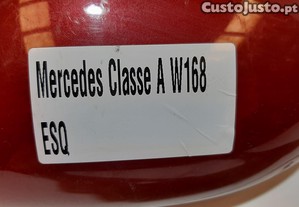 CustoJusto.pt
Mercedes Classe A W168
ESQ